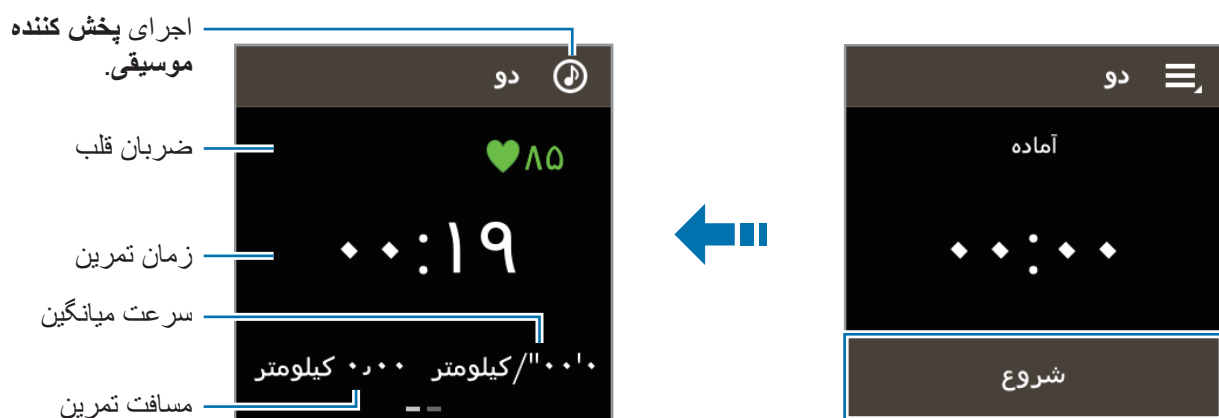 دو
آماده
۰۰:۰۰
شروع
اجرای پخش کننده
موسیقی.
دو
ضربان قلب
۸۵
زمان تمرین
۰۰:۱۹
سرعت میانگین
۰'۰۰"/کیلومتر
۰٫۰۰ کیلومتر
مسافت تمرین